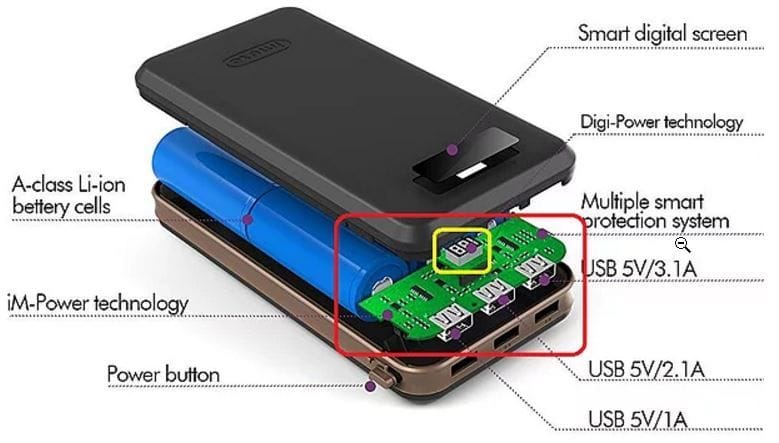 Smart digital screen
Digi-Power technology
A-class Li-ion
bettery cells
Multiple smart
protection system
USB 5V/3.1A
iM-Power technology
USB 5V/2.1A
Power button
USB 5V/1A